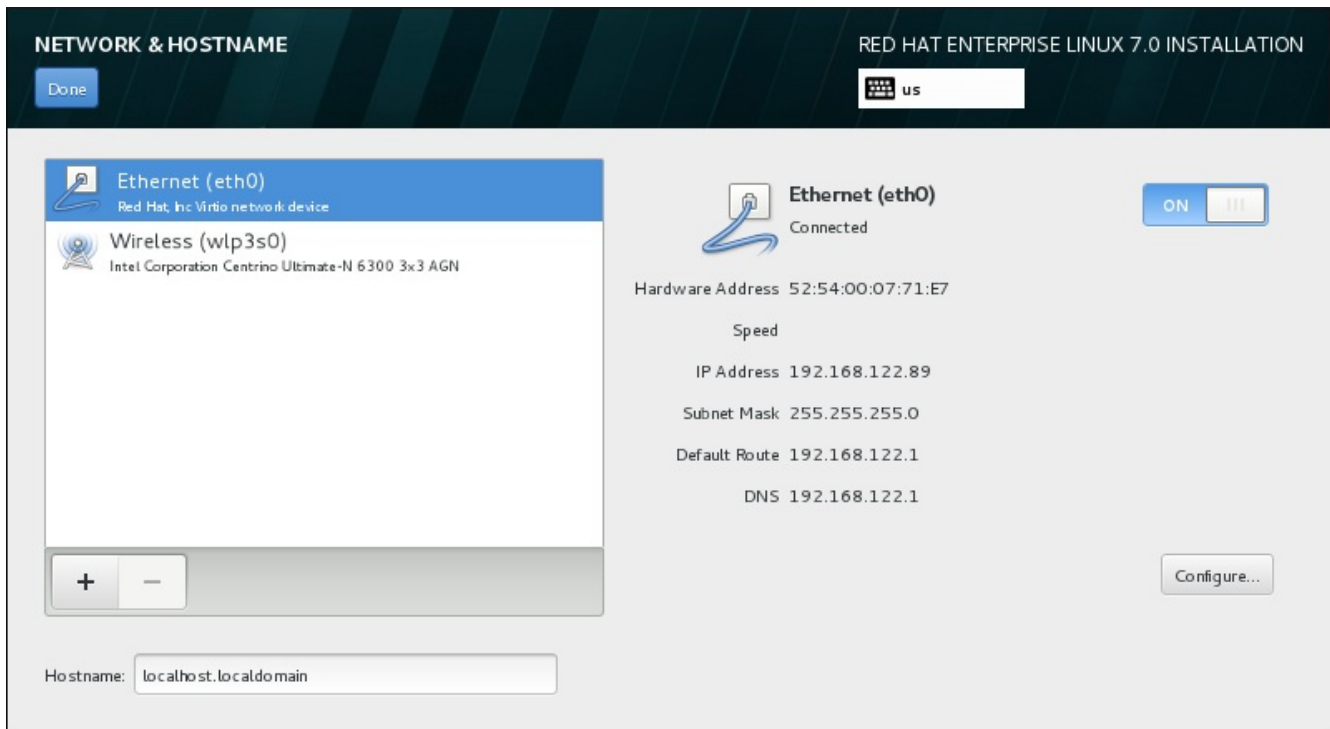 NETWORK & HOSTNAME
RED HAT ENTERPRISE LINUX 7.0 INSTALLATION
Done
us
Ethernet (eth0)
Red Hat, Inc Virtio network device
Wireless (wlp3s0)
Intel Corporation Centrino Ultimate-N 6300 3x3 AGN
Ethernet (eth0)
Connected
ON
Hardware Address 52:54:00:07:71:E7
Speed
IP Address 192.168.122.89
Subnet Mask 255.255.255.0
Default Route 192.168.122.1
DNS 192.168.122.1
+ −
Configure...
Hostname: localhost.localdomain